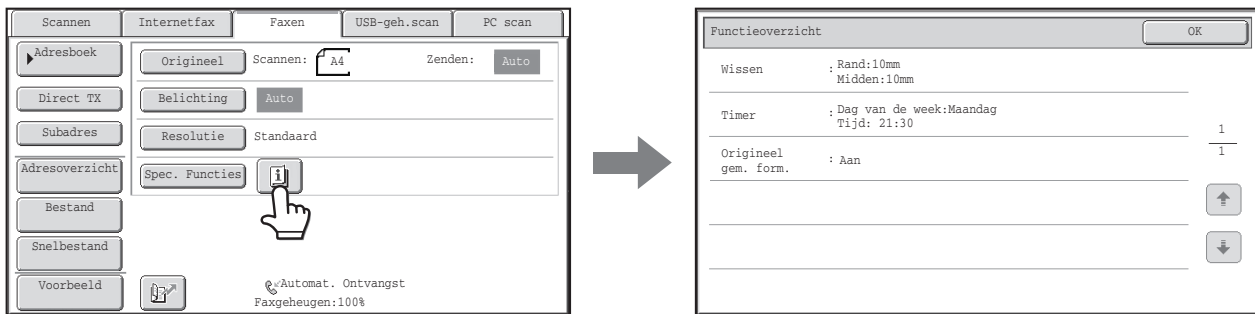 Scannen
Internetfax
Faxen
USB-geh.scan
PC scan
Adresboek
Origineel
Scannen:
A4
Zenden:
Auto
Direct TX
Belichting
Auto
Subadres
Resolutie
Standaard
Adresoverzicht
Spec. Functies
Bestand
Snelbestand
Voorbeeld
Automat. Ontvangst
Faxgeheugen:100%
Functieoverzicht
OK
Wissen
:Rand:10mm
Midden:10mm
Timer
:Dag van de week:Maandag
Tijd: 21:30
Origineel
gem. form.
: Aan
1
1